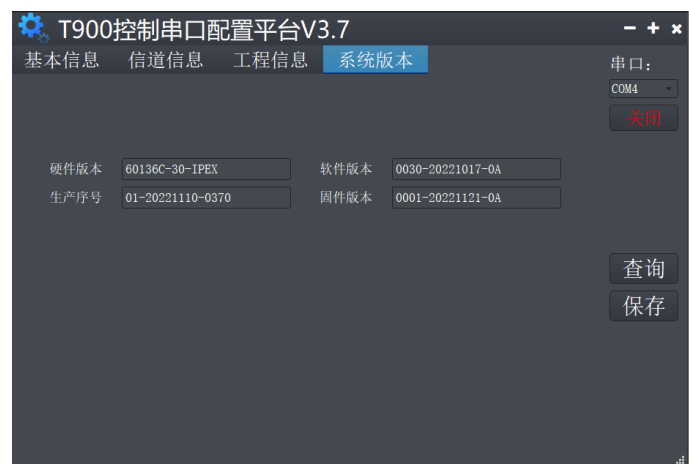 T900控制串口配置平台V3.7
基本信息 信道信息 工程信息 系统版本
串口：
COM4
关闭
硬件版本 60136C-30-IPEX 软件版本 0030-20221017-0A
生产序号 01-20221110-0370 固件版本 0001-20221121-0A
查询
保存